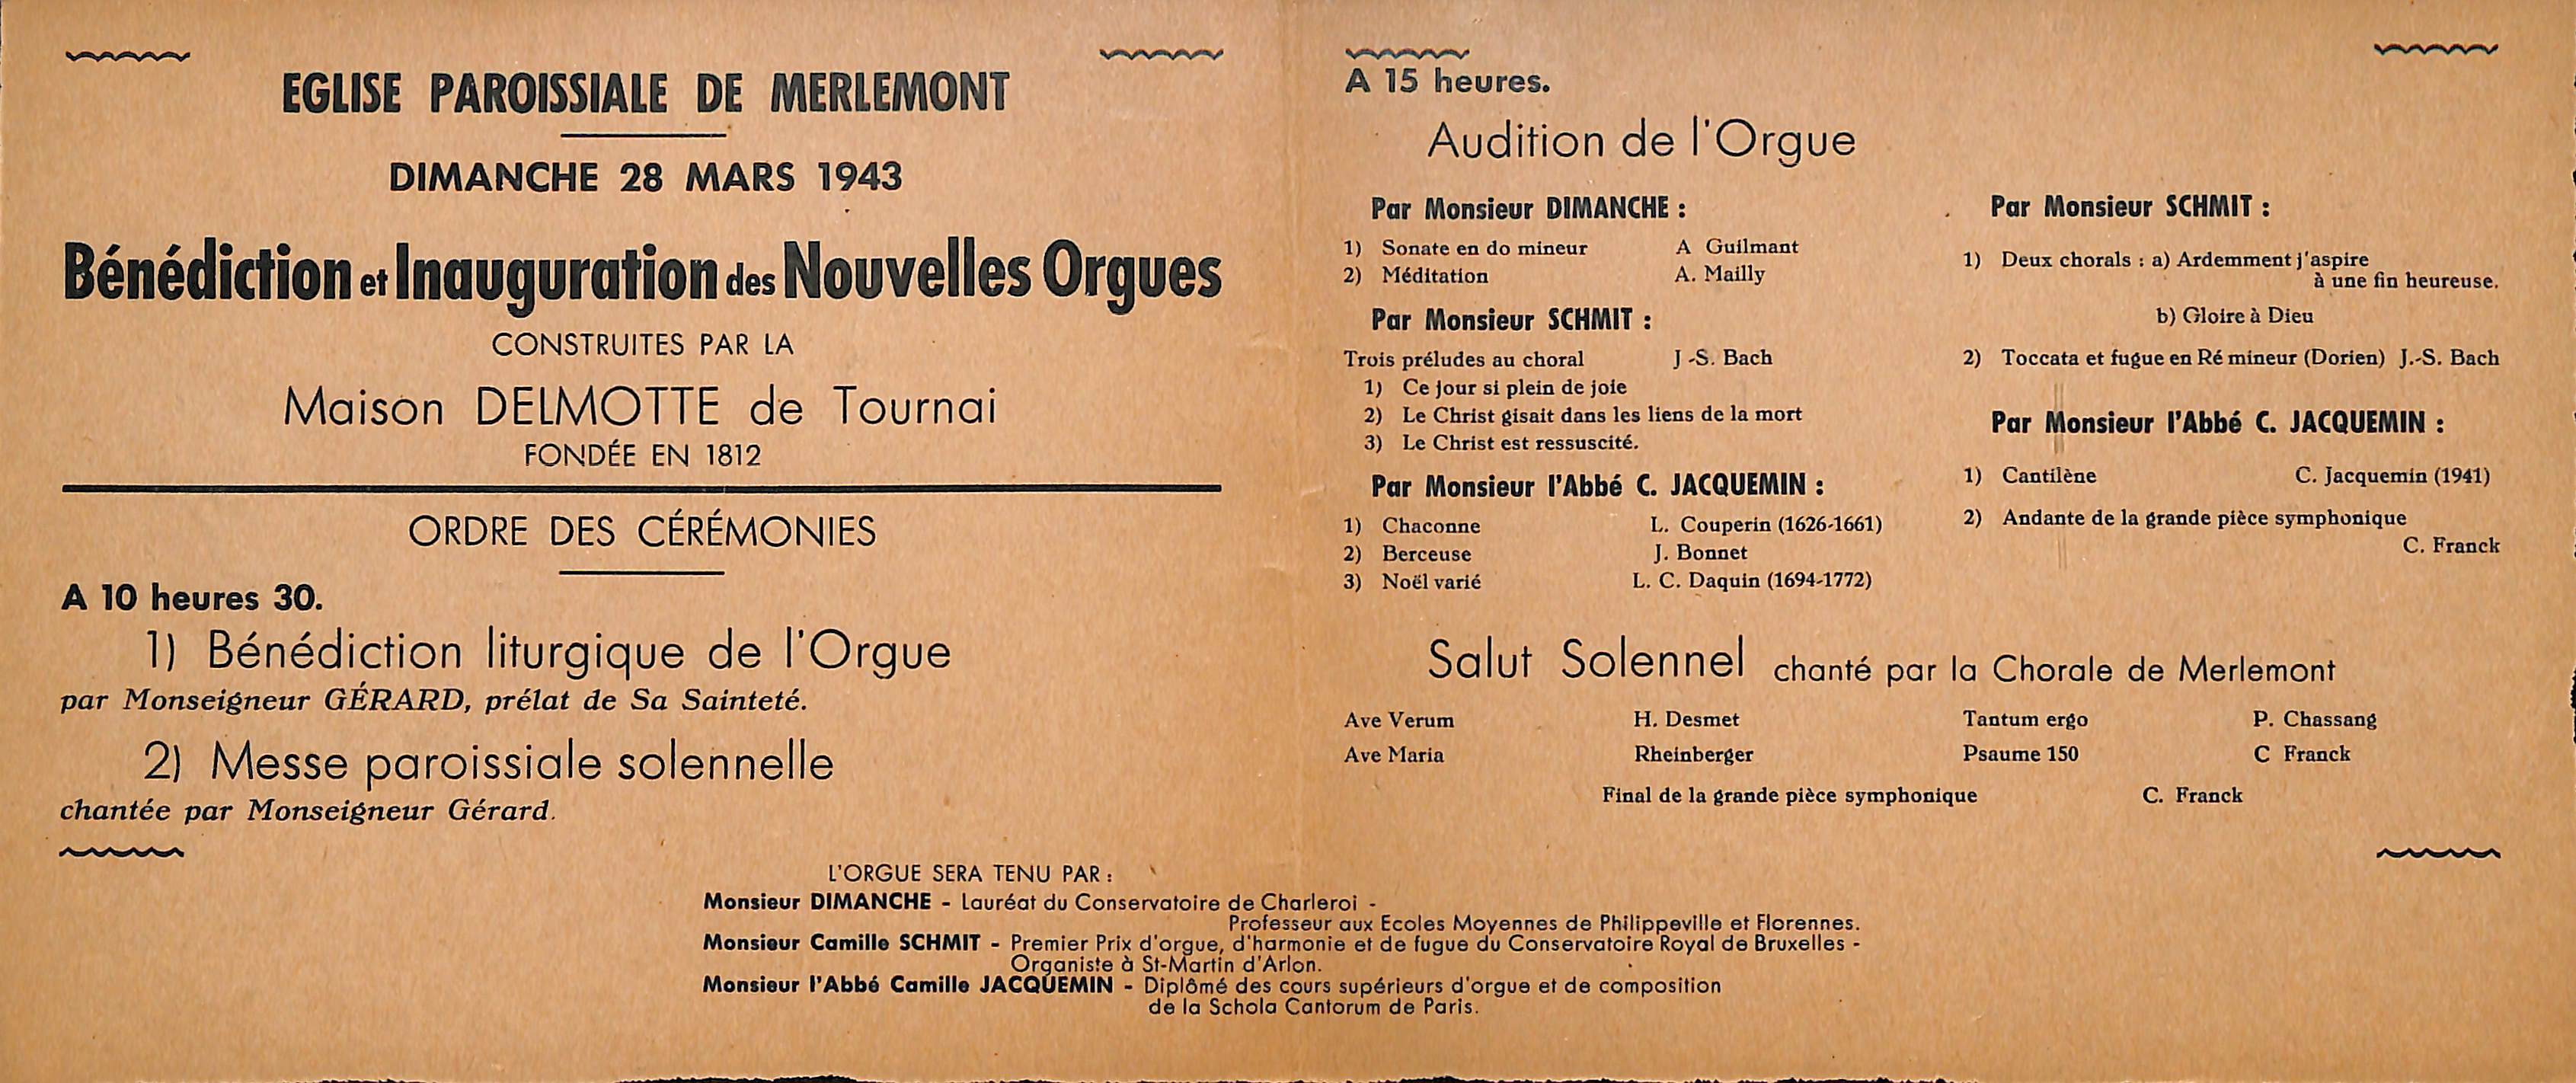 EGLISE PAROISSIALE DE MERLEMONT
DIMANCHE 28 MARS 1943
Bénédiction et Inauguration des Nouvelles Orgues
CONSTRUITES PAR LA
Maison DELMOTTE de Tournai
FONDÉE EN 1812
ORDRE DES CÉRÉMONIES
A 10 heures 30.
1) Bénédiction liturgique de l'Orgue
par Monseigneur GÉRARD, prélat de Sa Sainteté.
2) Messe paroissiale solennelle
chantée par Monseigneur Gérard.
A 15 heures.
Audition de l'Orgue
Par Monsieur DIMANCHE :
1) Sonate en do mineur A Guilmant
2) Méditation A. Mailly
Par Monsieur SCHMIT :
Trois préludes au choral J -S. Bach
1) Ce jour si plein de joie
2) Le Christ gisait dans les liens de la mort
3) Le Christ est ressuscité.
Par Monsieur l'Abbé C. JACQUEMIN :
1) Chaconne L. Couperin (1626-1661)
2) Berceuse J. Bonnet
3) Noël varié L. C. Daquin (1694-1772)
Par Monsieur SCHMIT :
1) Deux chorals : a) Ardemment j'aspire
à une fin heureuse.
b) Gloire à Dieu
2) Toccata et fugue en Ré mineur (Dorien) J.-S. Bach
Par Monsieur l'Abbé C. JACQUEMIN :
1) Cantilène C. Jacquemin (1941)
2) Andante de la grande pièce symphonique
C. Franck
Salut Solennel chanté par la Chorale de Merlemont
Ave Verum H. Desmet Tantum ergo P. Chassang
Ave Maria Rheinberger Psaume 150 C Franck
Final de la grande pièce symphonique C. Franck
L'ORGUE SERA TENU PAR :
Monsieur DIMANCHE - Lauréat du Conservatoire de Charleroi -
Professeur aux Ecoles Moyennes de Philippeville et Florennes.
Monsieur Camille SCHMIT - Premier Prix d'orgue, d'harmonie et de fugue du Conservatoire Royal de Bruxelles -
Organiste à St-Martin d'Arlon.
Monsieur l'Abbé Camille JACQUEMIN - Diplômé des cours supérieurs d'orgue et de composition
de la Schola Cantorum de Paris.